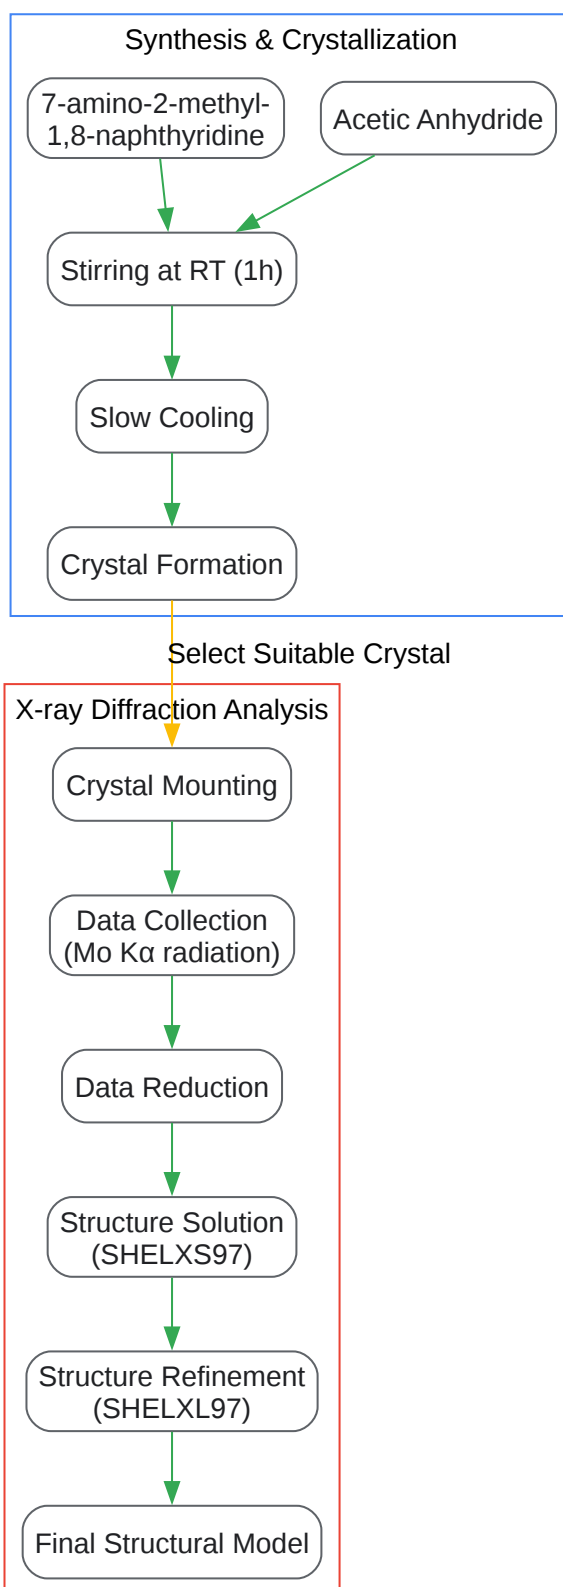 Synthesis & Crystallization
7-amino-2-methyl-
1,8-naphthyridine
Acetic Anhydride
Stirring at RT (1h)
Slow Cooling
Crystal Formation
Select Suitable Crystal
X-ray Diffraction Analysis
Crystal Mounting
Data Collection
(Mo Kα radiation)
Data Reduction
Structure Solution
(SHELXS97)
Structure Refinement
(SHELXL97)
Final Structural Model